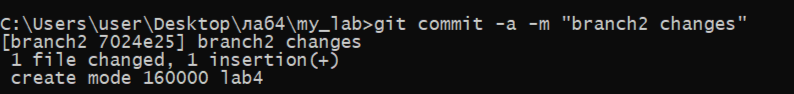 C:\Users\user\Desktop\лаб4\my_lab>git commit -a -m "branch2 changes"
[branch2 7024e25] branch2 changes
 1 file changed, 1 insertion(+)
 create mode 160000 lab4